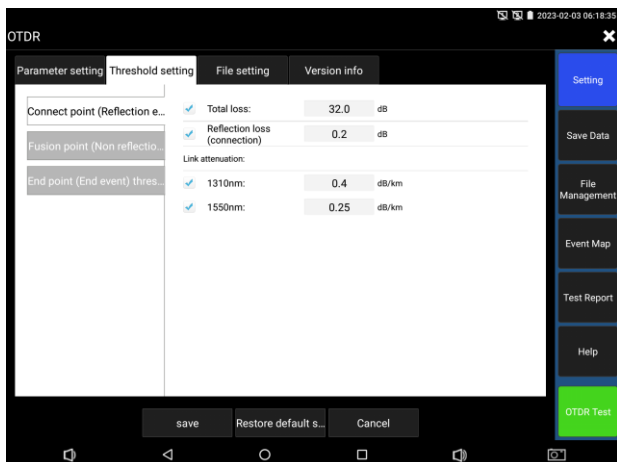 2023-02-03 06:18:35
OTDR
Parameter setting
Threshold setting
File setting
Version info
Connect point (Reflection e...
Fusion point (Non reflectio...
End point (End event) thres...
Total loss:
32.0
dB
Reflection loss
(connection)
0.2
dB
Link attenuation:
1310nm:
0.4
dB/km
1550nm:
0.25
dB/km
Setting
Save Data
File
Management
Event Map
Test Report
Help
OTDR Test
save
Restore default s...
Cancel